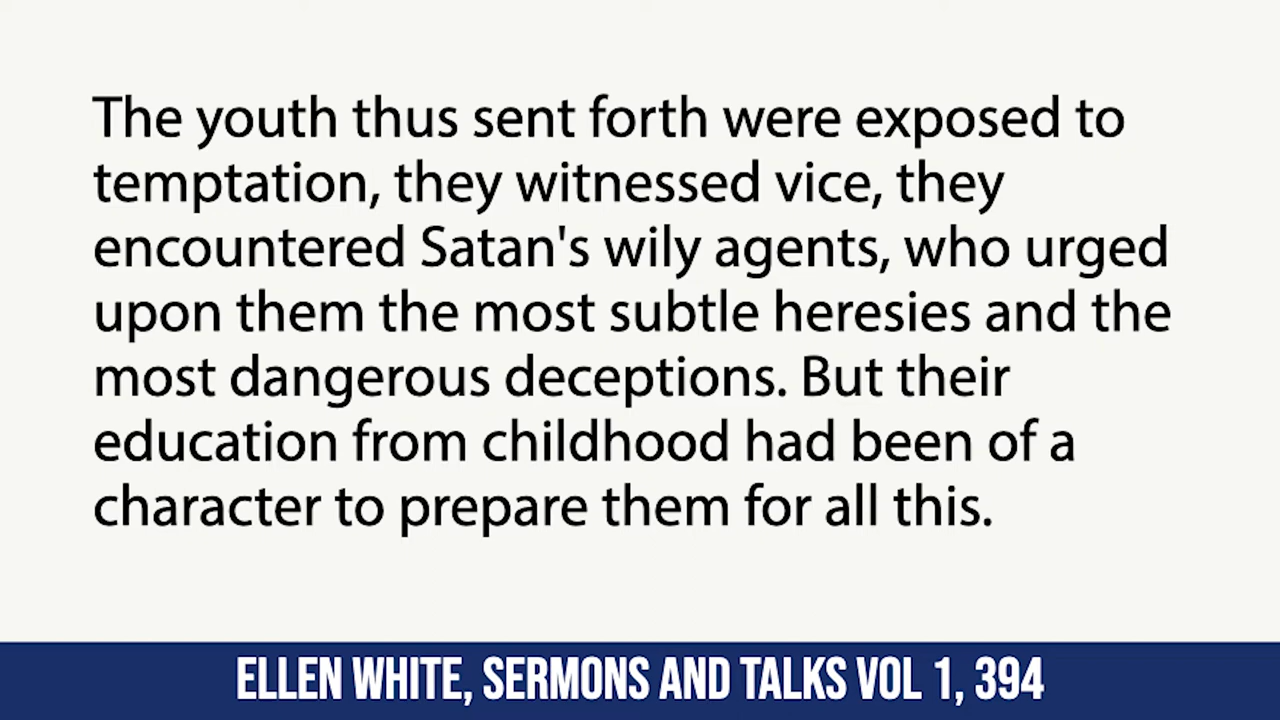 The youth thus sent forth were exposed to
temptation, they witnessed vice, they
encountered Satan's wily agents, who urged
upon them the most subtle heresies and the
most dangerous deceptions. But their
education from childhood had been of a
character to prepare them for all this.
ELLEN WHITE, SERMONS AND TALKS VOL 1, 394